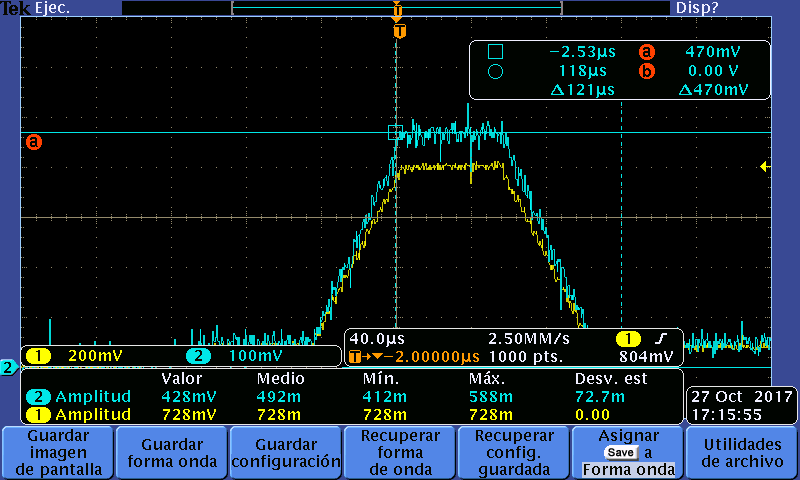 Tek Ejec. Disp?
T
T
−2.53µs a 470mV
118µs b 0.00 V
Δ121µs Δ470mV
a
2
1 200mV 2 100mV
40.0µs 2.50MM/s 1
T→▼−2.00000µs 1000 pts. 804mV
Valor Medio Mín. Máx. Desv. est
2 Amplitud 428mV 492m 412m 588m 72.7m
1 Amplitud 728mV 728m 728m 728m 0.00
27 Oct 2017
17:15:55
Guardar
imagen
de pantalla
Guardar
forma onda
Guardar
configuración
Recuperar
forma
de onda
Recuperar
config.
guardada
Asignar
Save a
Forma onda
Utilidades
de archivo